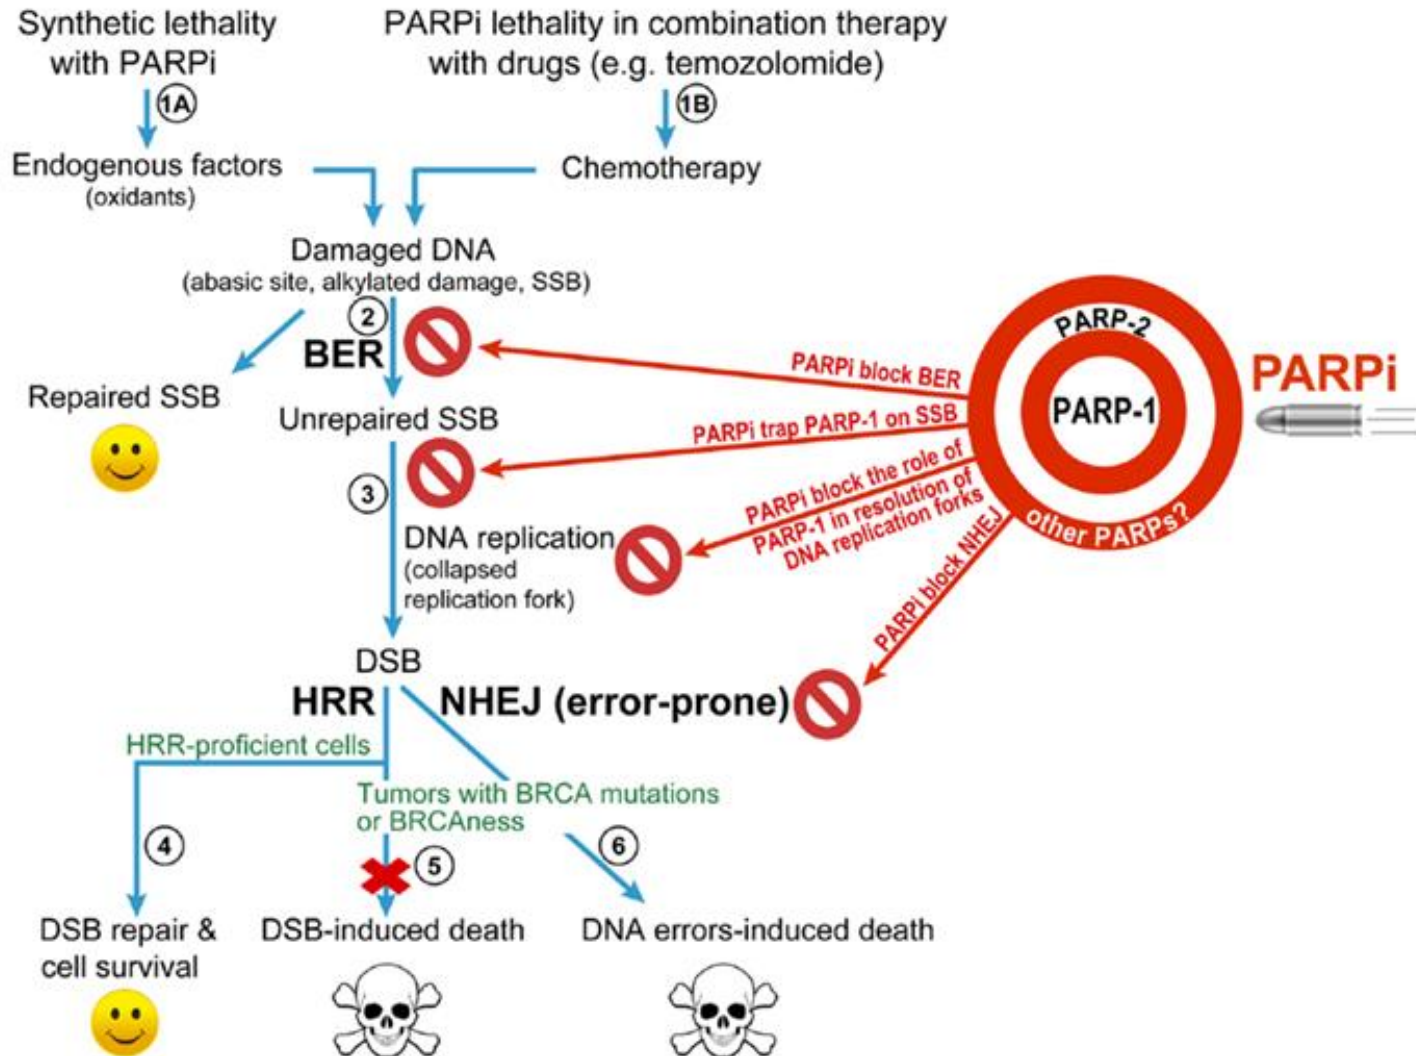 Synthetic lethality
with PARPi
PARPi lethality in combination therapy
with drugs (e.g. temozolomide)
1A
1B
Endogenous factors
(oxidants)
Chemotherapy
Damaged DNA
(abasic site, alkylated damage, SSB)
2
BER
Repaired SSB
Unrepaired SSB
3
DNA replication
(collapsed
replication fork)
PARPi block BER
PARPi trap PARP-1 on SSB
PARPi block the role of
PARP-1 in resolution of
DNA replication forks
PARPi block NHEJ
PARP-2
PARP-1
other PARPs?
PARPi
DSB
HRR
NHEJ (error-prone)
HRR-proficient cells
Tumors with BRCA mutations
or BRCAness
4
5
6
DSB repair &
cell survival
DSB-induced death
DNA errors-induced death